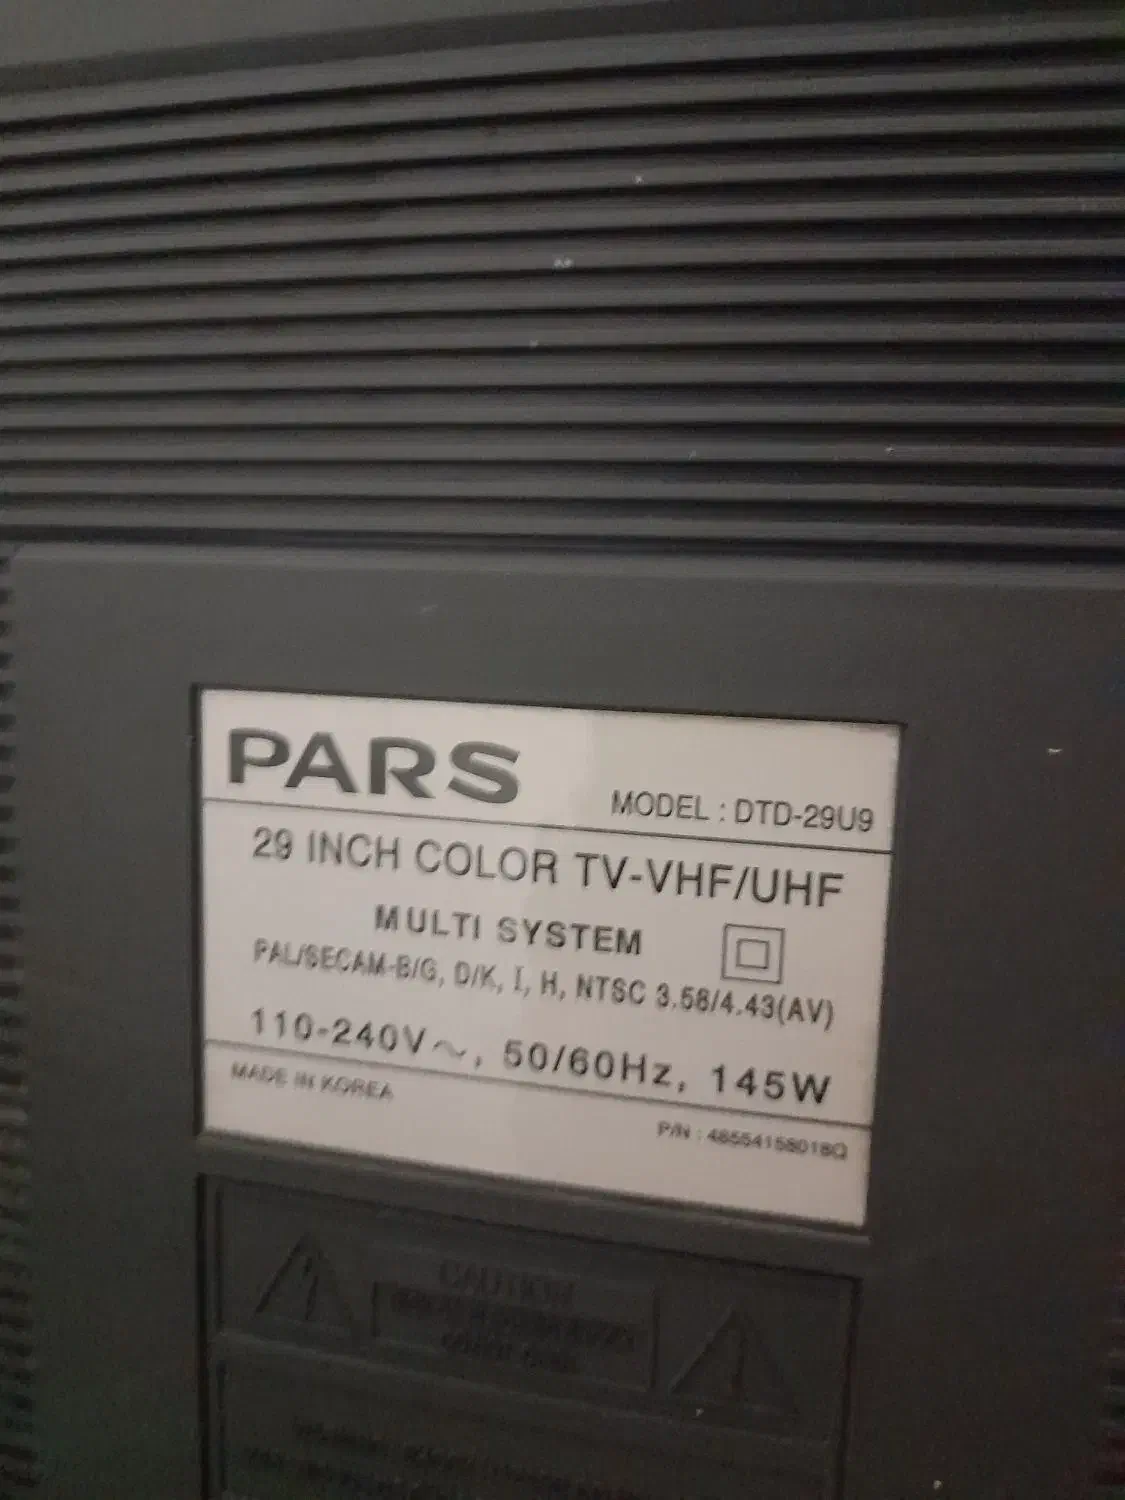 PARS
MODEL : DTD-29U9
29 INCH COLOR TV-VHF/UHF
MULTI SYSTEM
PAL/SECAM-B/G, D/K, I, H, NTSC 3.58/4.43(AV)
110-240V~, 50/60Hz, 145W
MADE IN KOREA
P/N : 48554158018Q
CAUTION